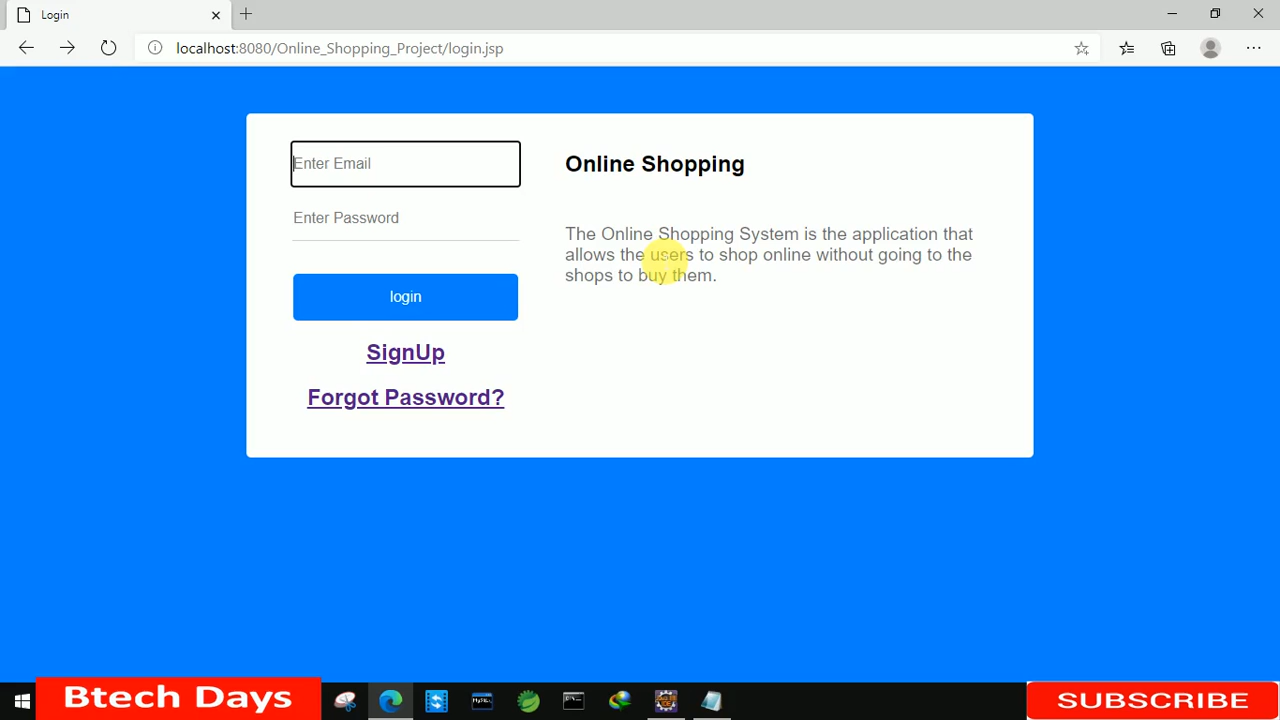 Login
localhost:8080/Online_Shopping_Project/login.jsp
Enter Email
Enter Password
login
SignUp
Forgot Password?
Online Shopping
The Online Shopping System is the application that
allows the users to shop online without going to the
shops to buy them.
Btech Days
SUBSCRIBE